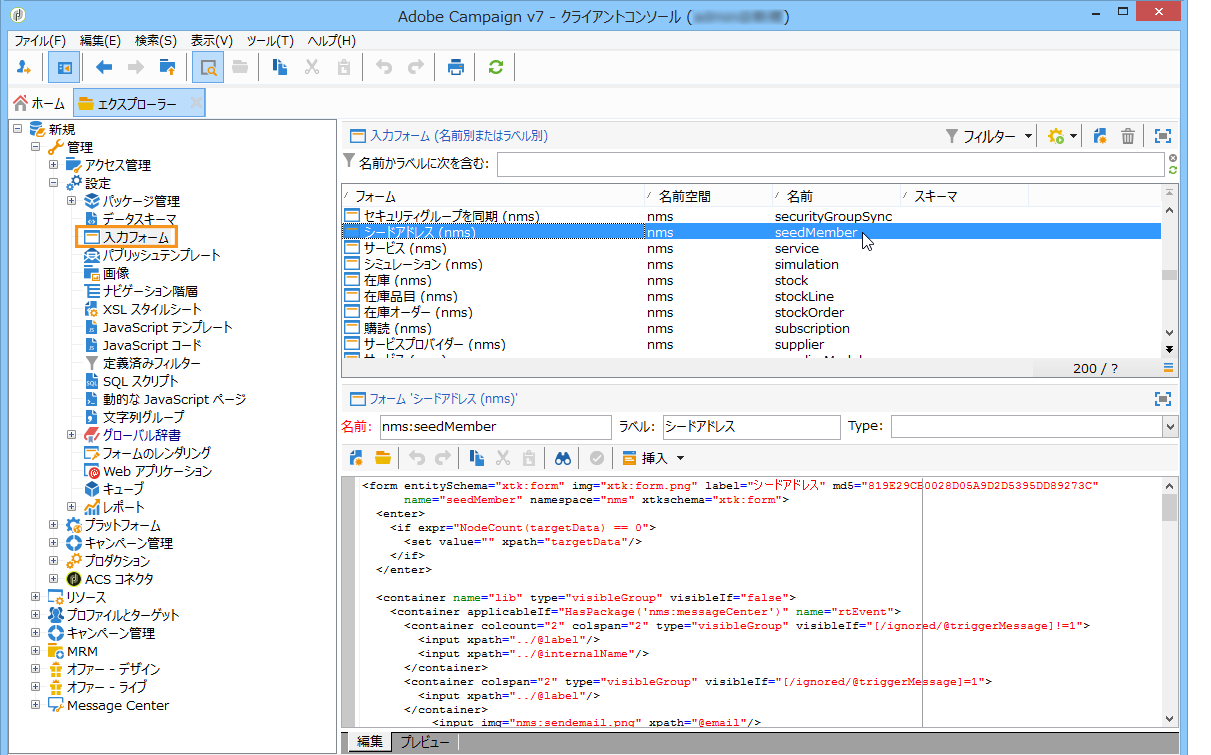 Adobe Campaign v7 - クライアントコンソール (
)
ファイル(F) 編集(E) 検索(S) 表示(V) ツール(T) ヘルプ(H)
ホーム エクスプローラー
新規
管理
アクセス管理
設定
パッケージ管理
データスキーマ
入力フォーム
パブリッシュテンプレート
画像
ナビゲーション階層
XSL スタイルシート
JavaScript テンプレート
JavaScript コード
定義済みフィルター
SQL スクリプト
動的な JavaScript ページ
文字列グループ
グローバル辞書
フォームのレンダリング
Web アプリケーション
キューブ
レポート
プラットフォーム
キャンペーン管理
プロダクション
ACS コネクタ
リソース
プロファイルとターゲット
キャンペーン管理
MRM
オファー - デザイン
オファー - ライブ
Message Center
入力フォーム (名前別またはラベル別) フィルター
名前かラベルに次を含む:
フォーム 名前空間 名前 スキーマ
セキュリティグループを同期 (nms) nms securityGroupSync
シードアドレス (nms) nms seedMember
サービス (nms) nms service
シミュレーション (nms) nms simulation
在庫 (nms) nms stock
在庫品目 (nms) nms stockLine
在庫オーダー (nms) nms stockOrder
購読 (nms) nms subscription
サービスプロバイダー (nms) nms supplier
200 / ?
フォーム 'シードアドレス (nms)'
名前: nms:seedMember ラベル: シードアドレス Type:
挿入
<form entitySchema="xtk:form" img="xtk:form.png" label="シードアドレス" md5="819E29CE0028D05A9D2D5395DD89273C"
name="seedMember" namespace="nms" xtkschema="xtk:form">
<enter>
<if expr="NodeCount(targetData) == 0">
<set value="" xpath="targetData"/>
</if>
</enter>
<container name="lib" type="visibleGroup" visibleIf="false">
<container applicableIf="HasPackage('nms:messageCenter')" name="rtEvent">
<container colcount="2" colspan="2" type="visibleGroup" visibleIf="[/ignored/@triggerMessage]!=1">
<input xpath="../@label"/>
<input xpath="../@internalName"/>
</container>
<container colspan="2" type="visibleGroup" visibleIf="[/ignored/@triggerMessage]=1">
<input xpath="../@label"/>
</container>
<input img="nms:sendemail.png" xpath="@email"/>
編集 プレビュー